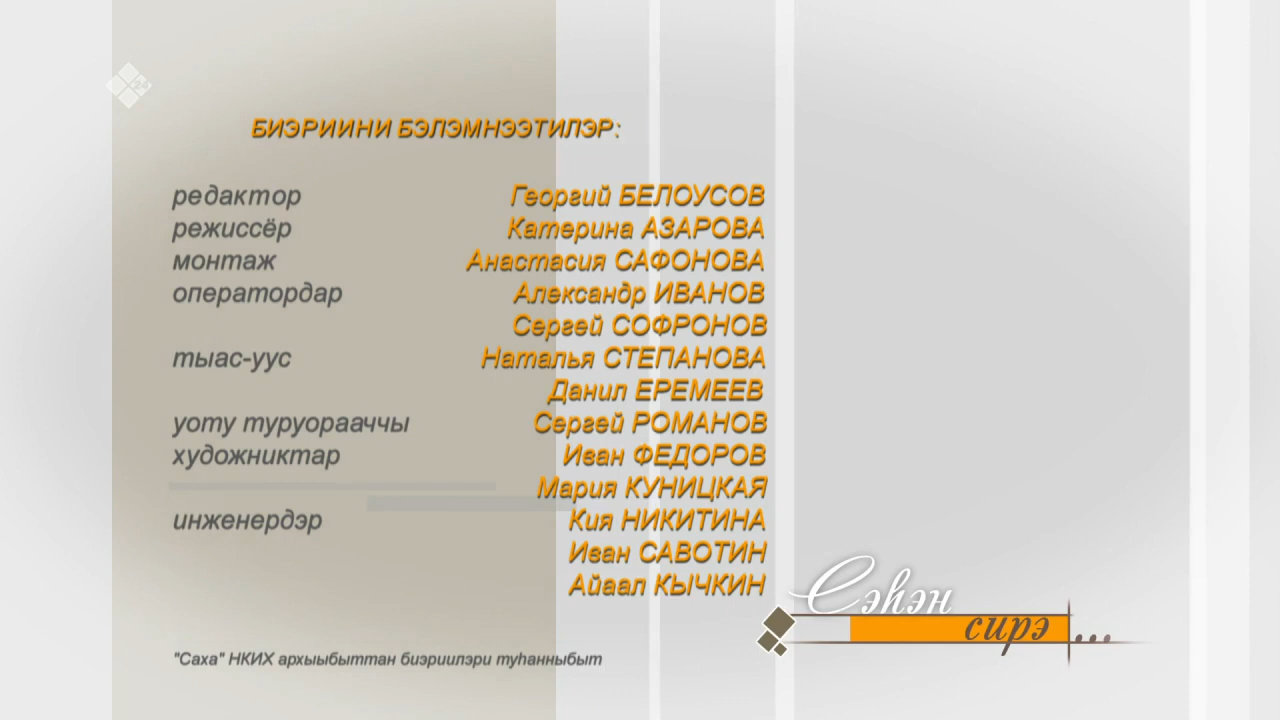 24
БИЭРИИНИ БЭЛЭМНЭЭТИЛЭР:
редактор Георгий БЕЛОУСОВ
режиссёр Катерина АЗАРОВА
монтаж Анастасия САФОНОВА
оператордар Александр ИВАНОВ
Сергей СОФРОНОВ
тыас-уус Наталья СТЕПАНОВА
Данил ЕРЕМЕЕВ
уоту туруорааччы Сергей РОМАНОВ
художниктар Иван ФЕДОРОВ
Мария КУНИЦКАЯ
инженердэр Кия НИКИТИНА
Иван САВОТИН
Айаал КЫЧКИН
Сэһэн
сирэ...
"Саха" НКИХ архыыбыттан биэриилэри туһанныбыт